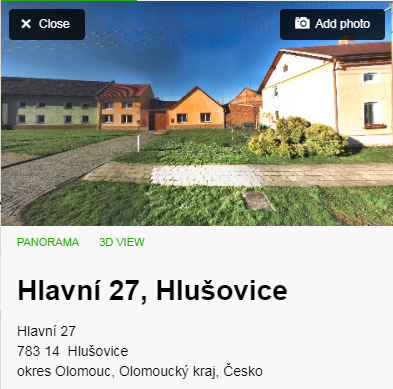 Close
Add photo
PANORAMA 3D VIEW
Hlavní 27, Hlušovice
Hlavní 27
783 14 Hlušovice
okres Olomouc, Olomoucký kraj, Česko